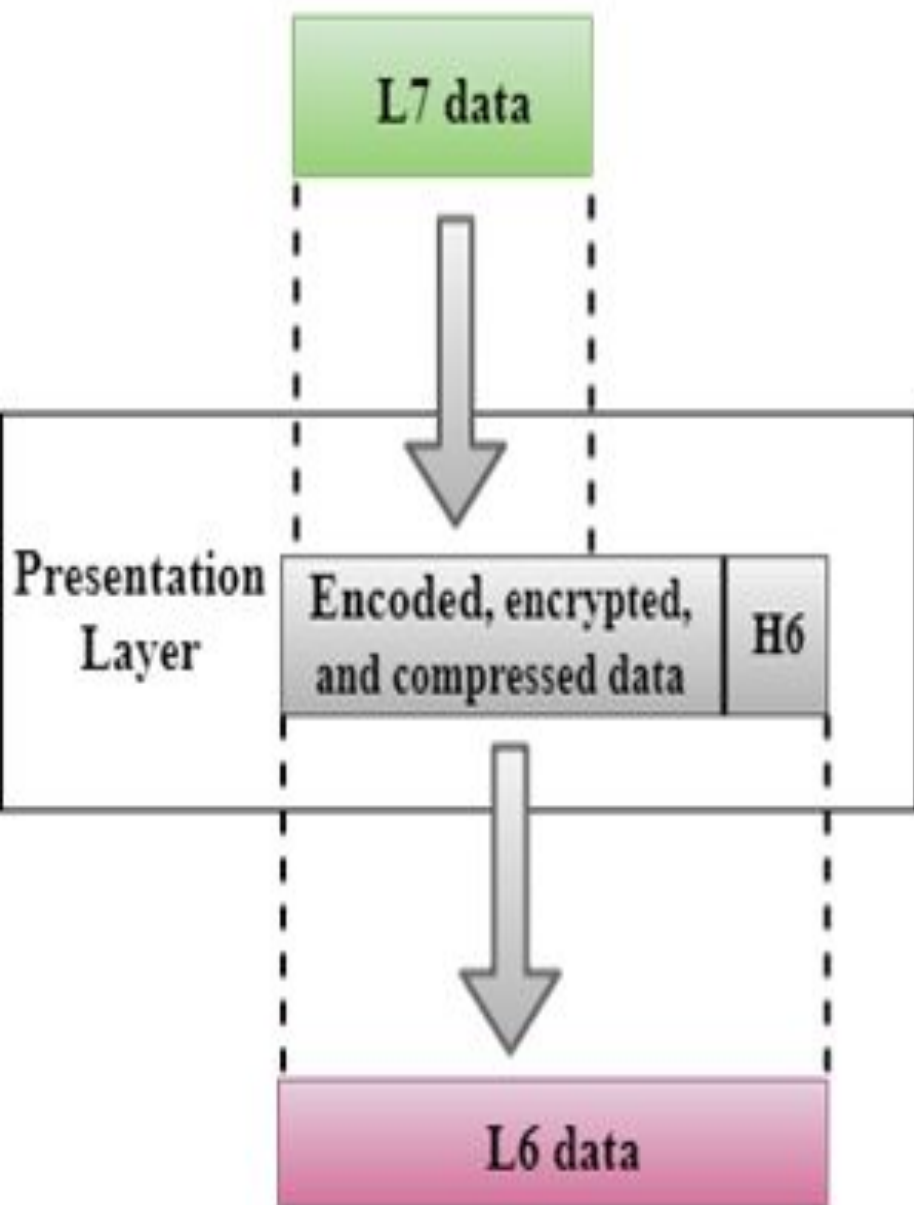 L7 data
Presentation
Layer
Encoded, encrypted,
and compressed data
H6
L6 data